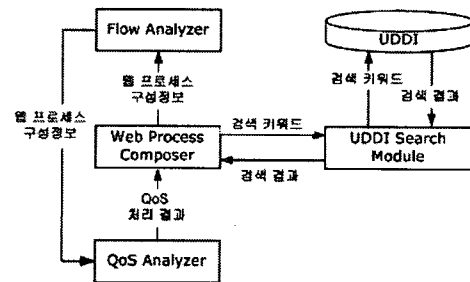 Flow Analyzer
UDDI
웹 프로세스
구성정보
검색 키워드
검색 결과
웹 프로세스
구성정보
Web Process
Composer
검색 키워드
검색 결과
UDDI Search
Module
QoS
처리 결과
QoS Analyzer